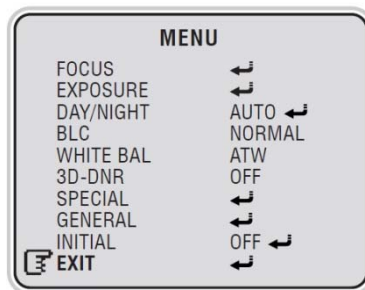 MENU
FOCUS ↵
EXPOSURE ↵
DAY/NIGHT AUTO ↵
BLC NORMAL
WHITE BAL ATW
3D-DNR OFF
SPECIAL ↵
GENERAL ↵
INITIAL OFF ↵
EXIT ↵